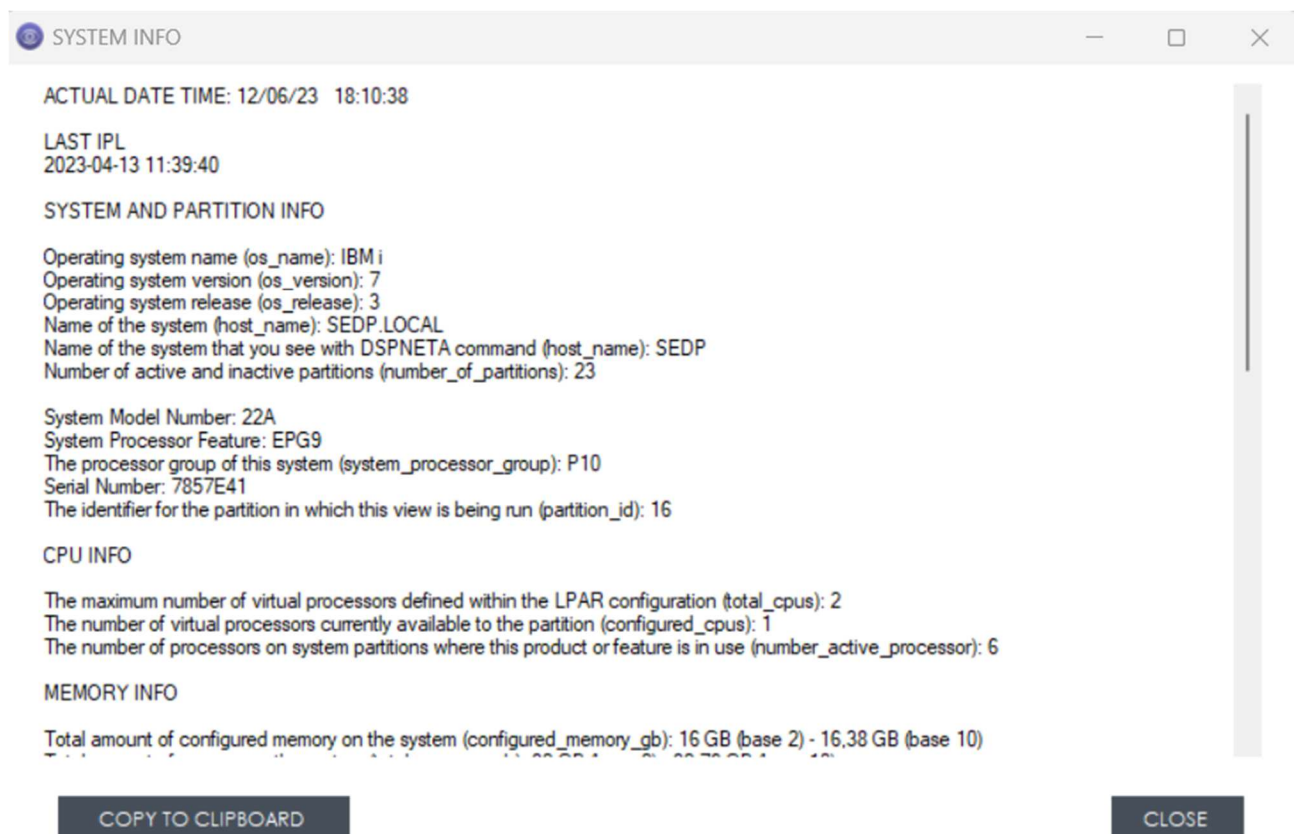 SYSTEM INFO
ACTUAL DATE TIME: 12/06/23 18:10:38
LAST IPL
2023-04-13 11:39:40
SYSTEM AND PARTITION INFO
Operating system name (os_name): IBM i
Operating system version (os_version): 7
Operating system release (os_release): 3
Name of the system (host_name): SEDP.LOCAL
Name of the system that you see with DSPNETA command (host_name): SEDP
Number of active and inactive partitions (number_of_partitions): 23
System Model Number: 22A
System Processor Feature: EPG9
The processor group of this system (system_processor_group): P10
Serial Number: 7857E41
The identifier for the partition in which this view is being run (partition_id): 16
CPU INFO
The maximum number of virtual processors defined within the LPAR configuration (total_cpus): 2
The number of virtual processors currently available to the partition (configured_cpus): 1
The number of processors on system partitions where this product or feature is in use (number_active_processor): 6
MEMORY INFO
Total amount of configured memory on the system (configured_memory_gb): 16 GB (base 2) - 16,38 GB (base 10)
COPY TO CLIPBOARD
CLOSE